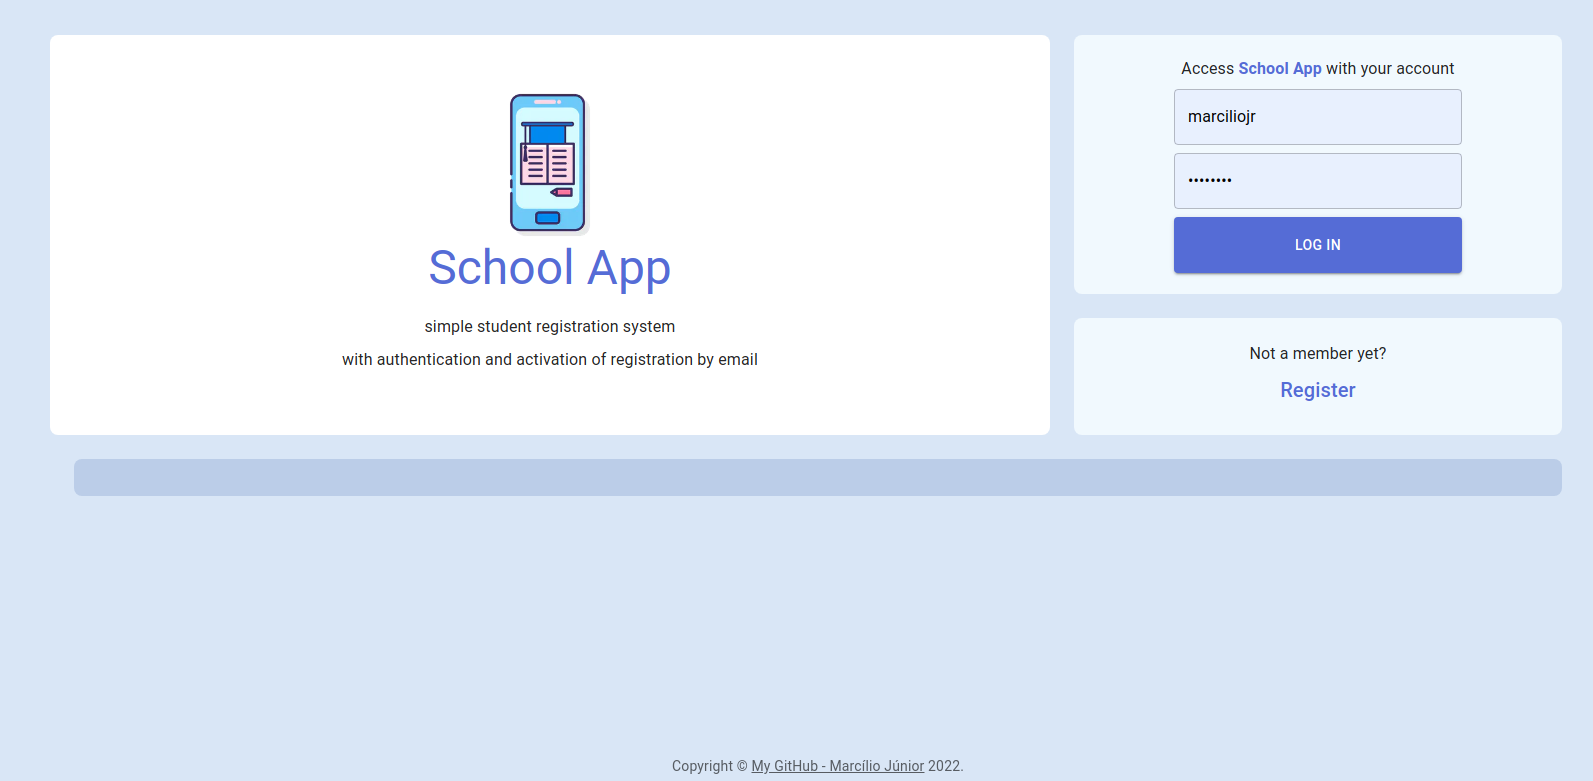 School App
simple student registration system
with authentication and activation of registration by email
Access School App with your account
marciliojr
••••••••
LOG IN
Not a member yet?
Register
Copyright © My GitHub - Marcílio Júnior 2022.